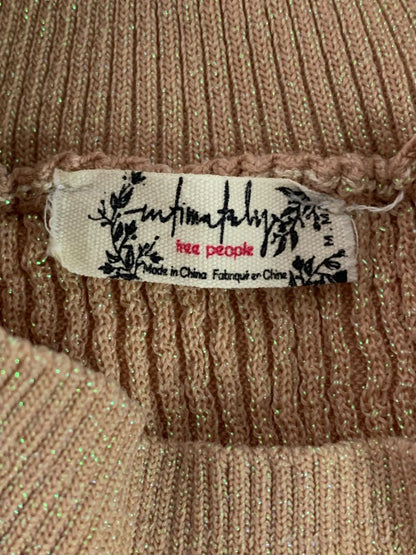 intimately
free people
Made in China Fabriqué en Chine
M M